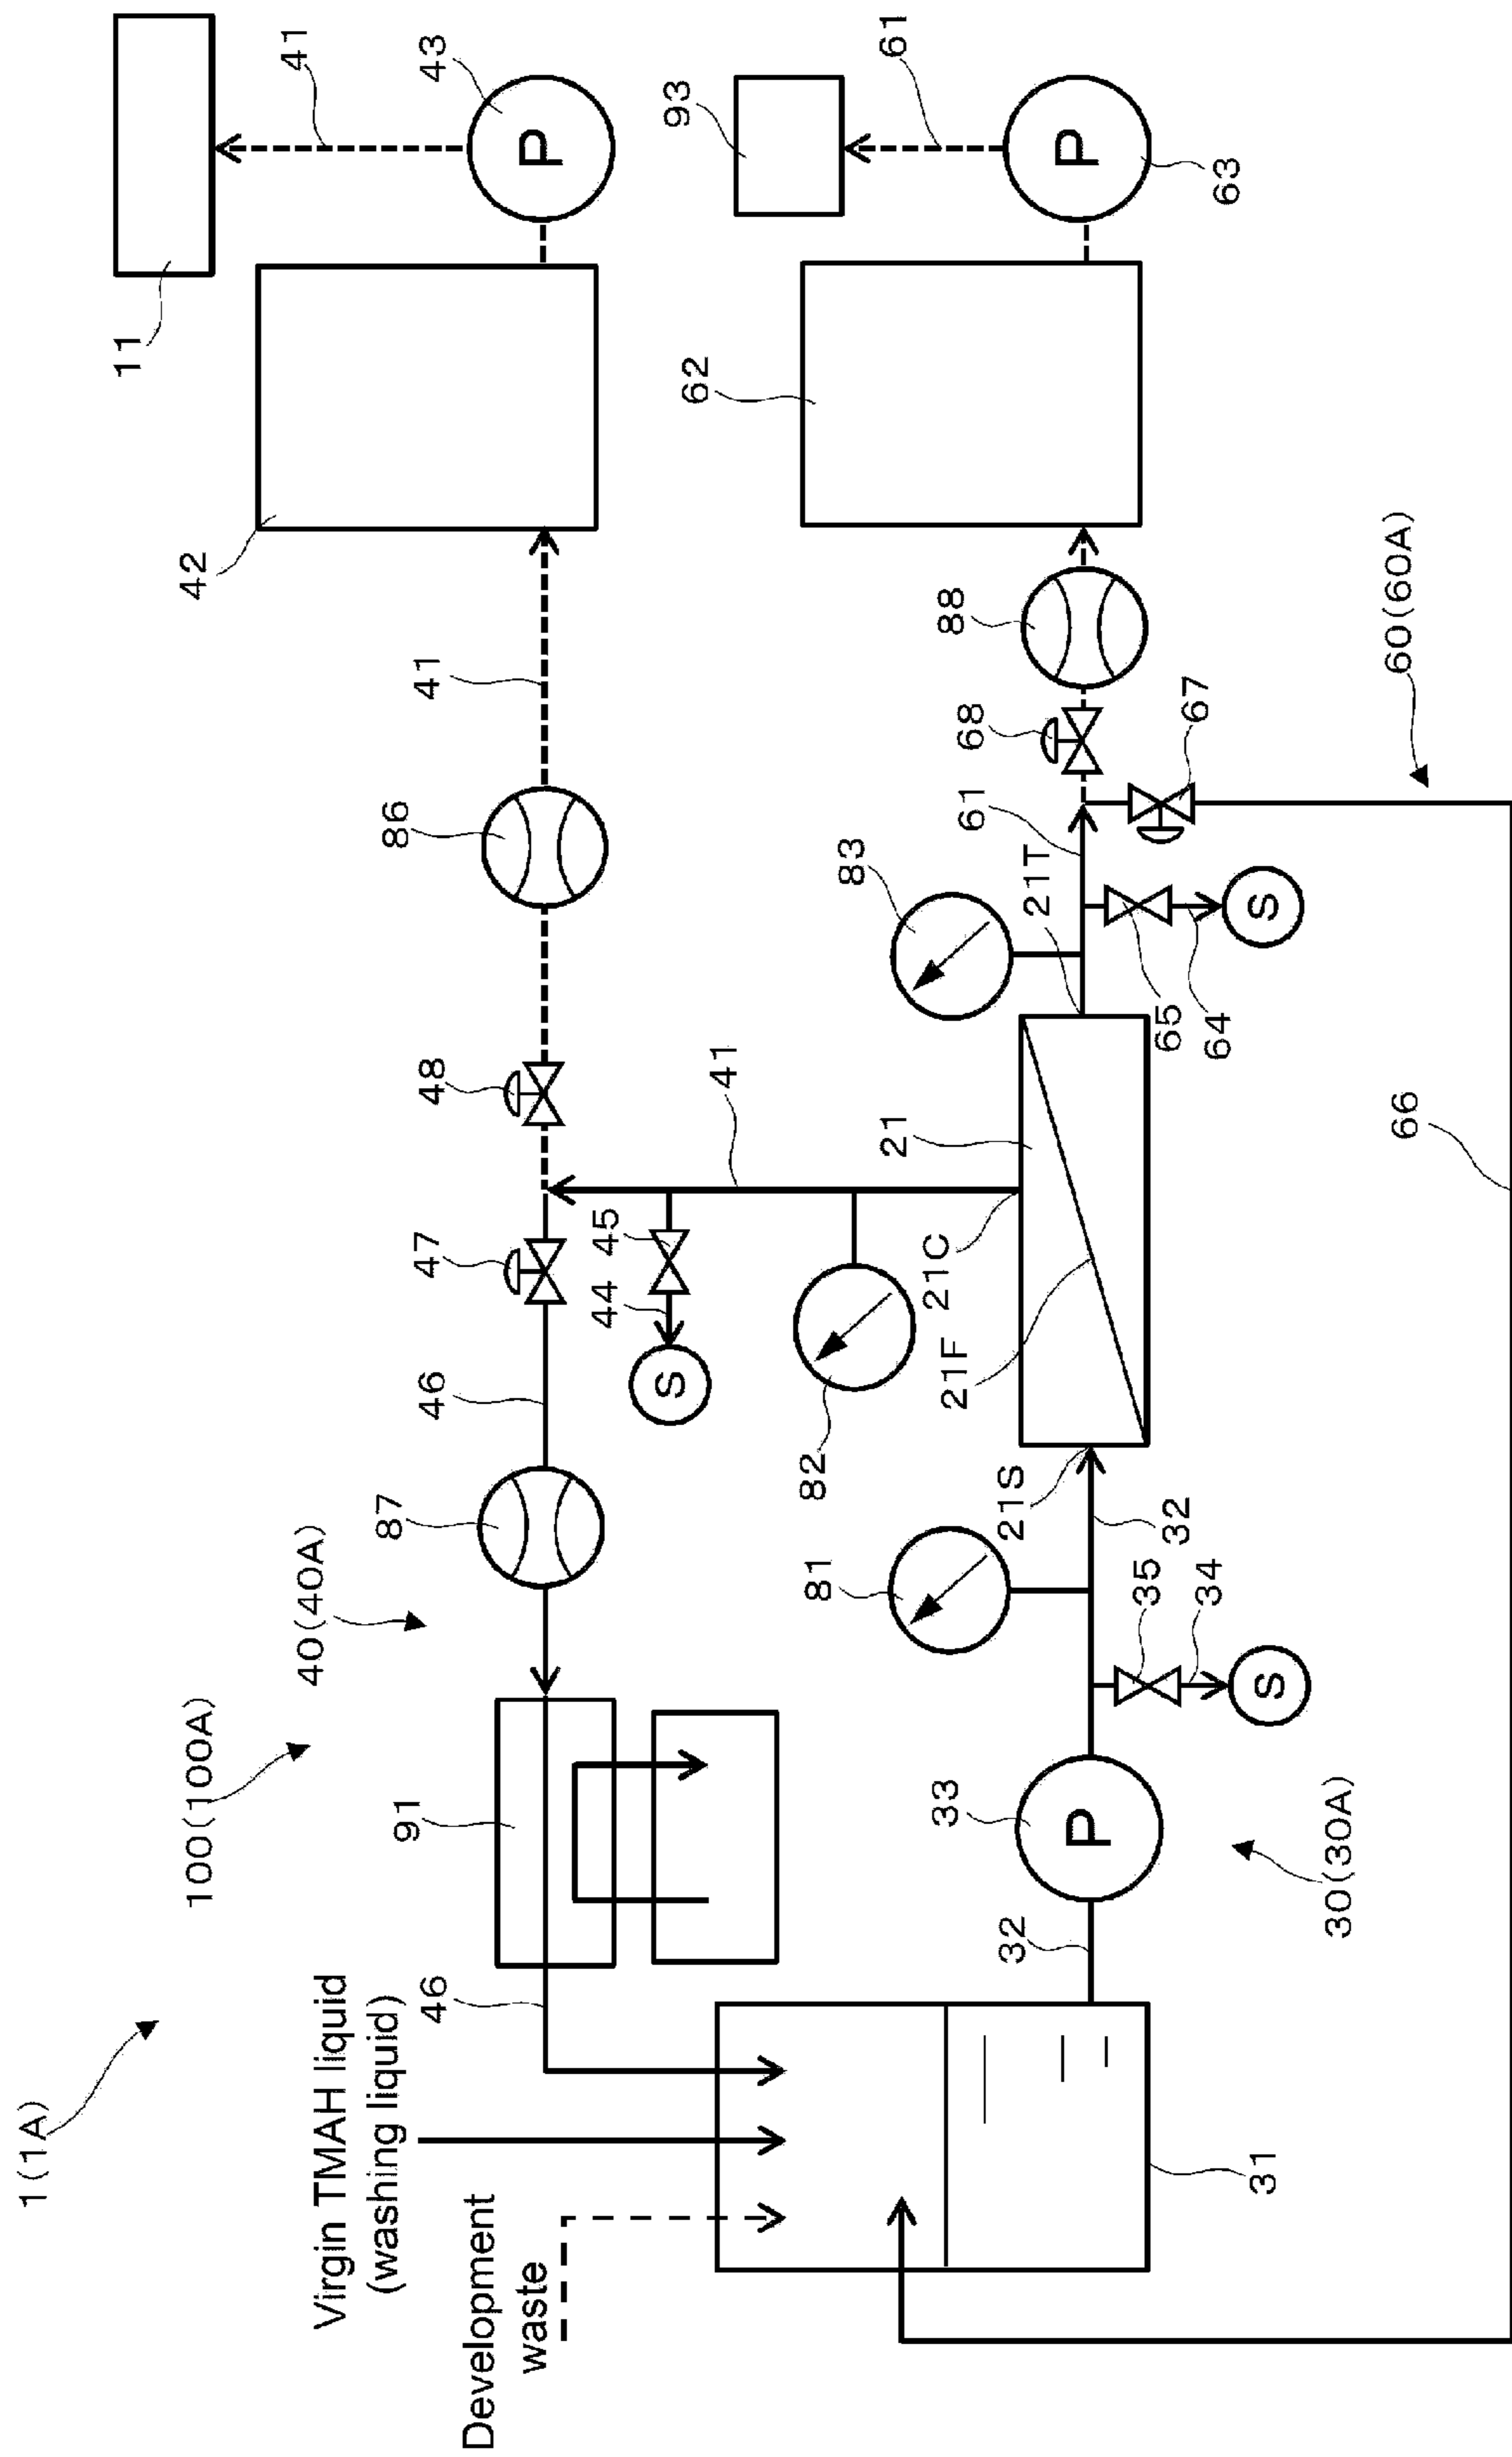 1(1A)
11
100(100A)
42
41
40(40A)
Virgin TMAH liquid
(washing liquid)
46
91
87
46
47
48
86
41
43
Development
waste
P
44
45
S
41
62
93
61
82
81
83
21
21C
21F
33
88
68
61
32
21S
21T
P
P
32
35
34
S
65
64
S
67
63
31
30(30A)
66
60(60A)